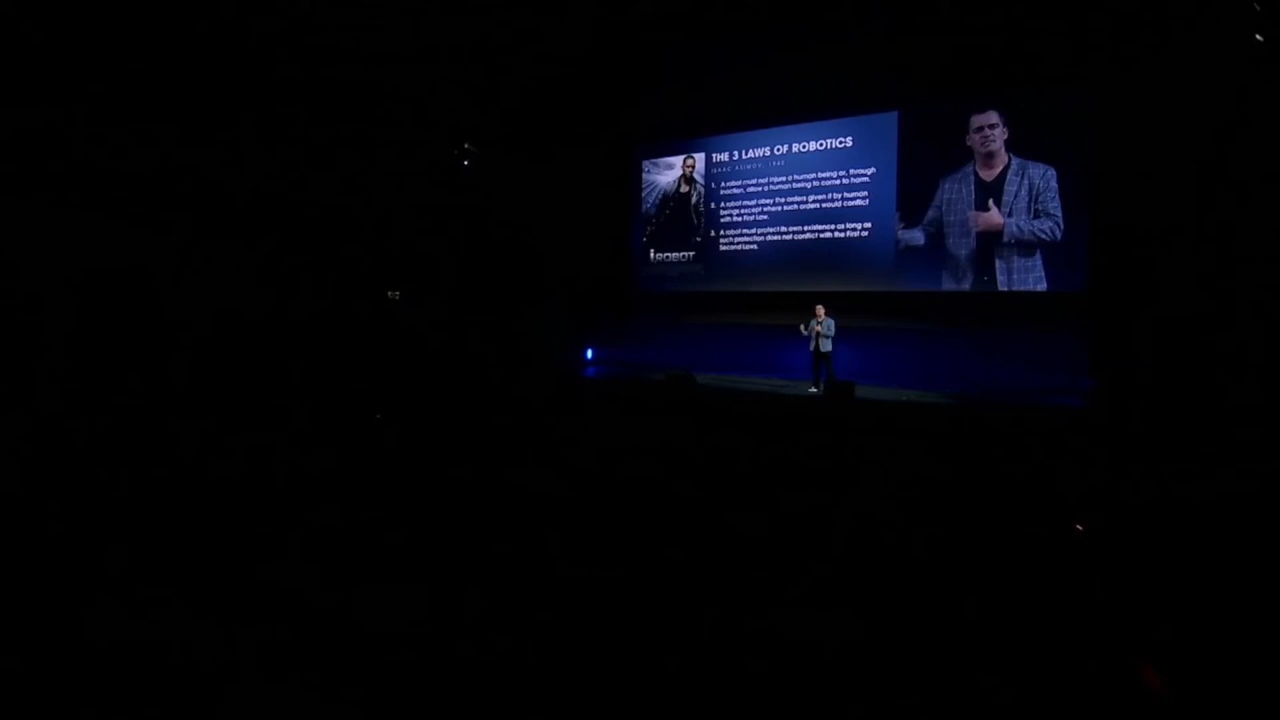 THE 3 LAWS OF ROBOTICS
ISAAC ASIMOV, 1942
1. A robot must not injure a human being or, through
inaction, allow a human being to come to harm.
2. A robot must obey the orders given it by human
beings except where such orders would conflict
with the First Law.
3. A robot must protect its own existence as long as
such protection does not conflict with the First or
Second Laws.
i, ROBOT